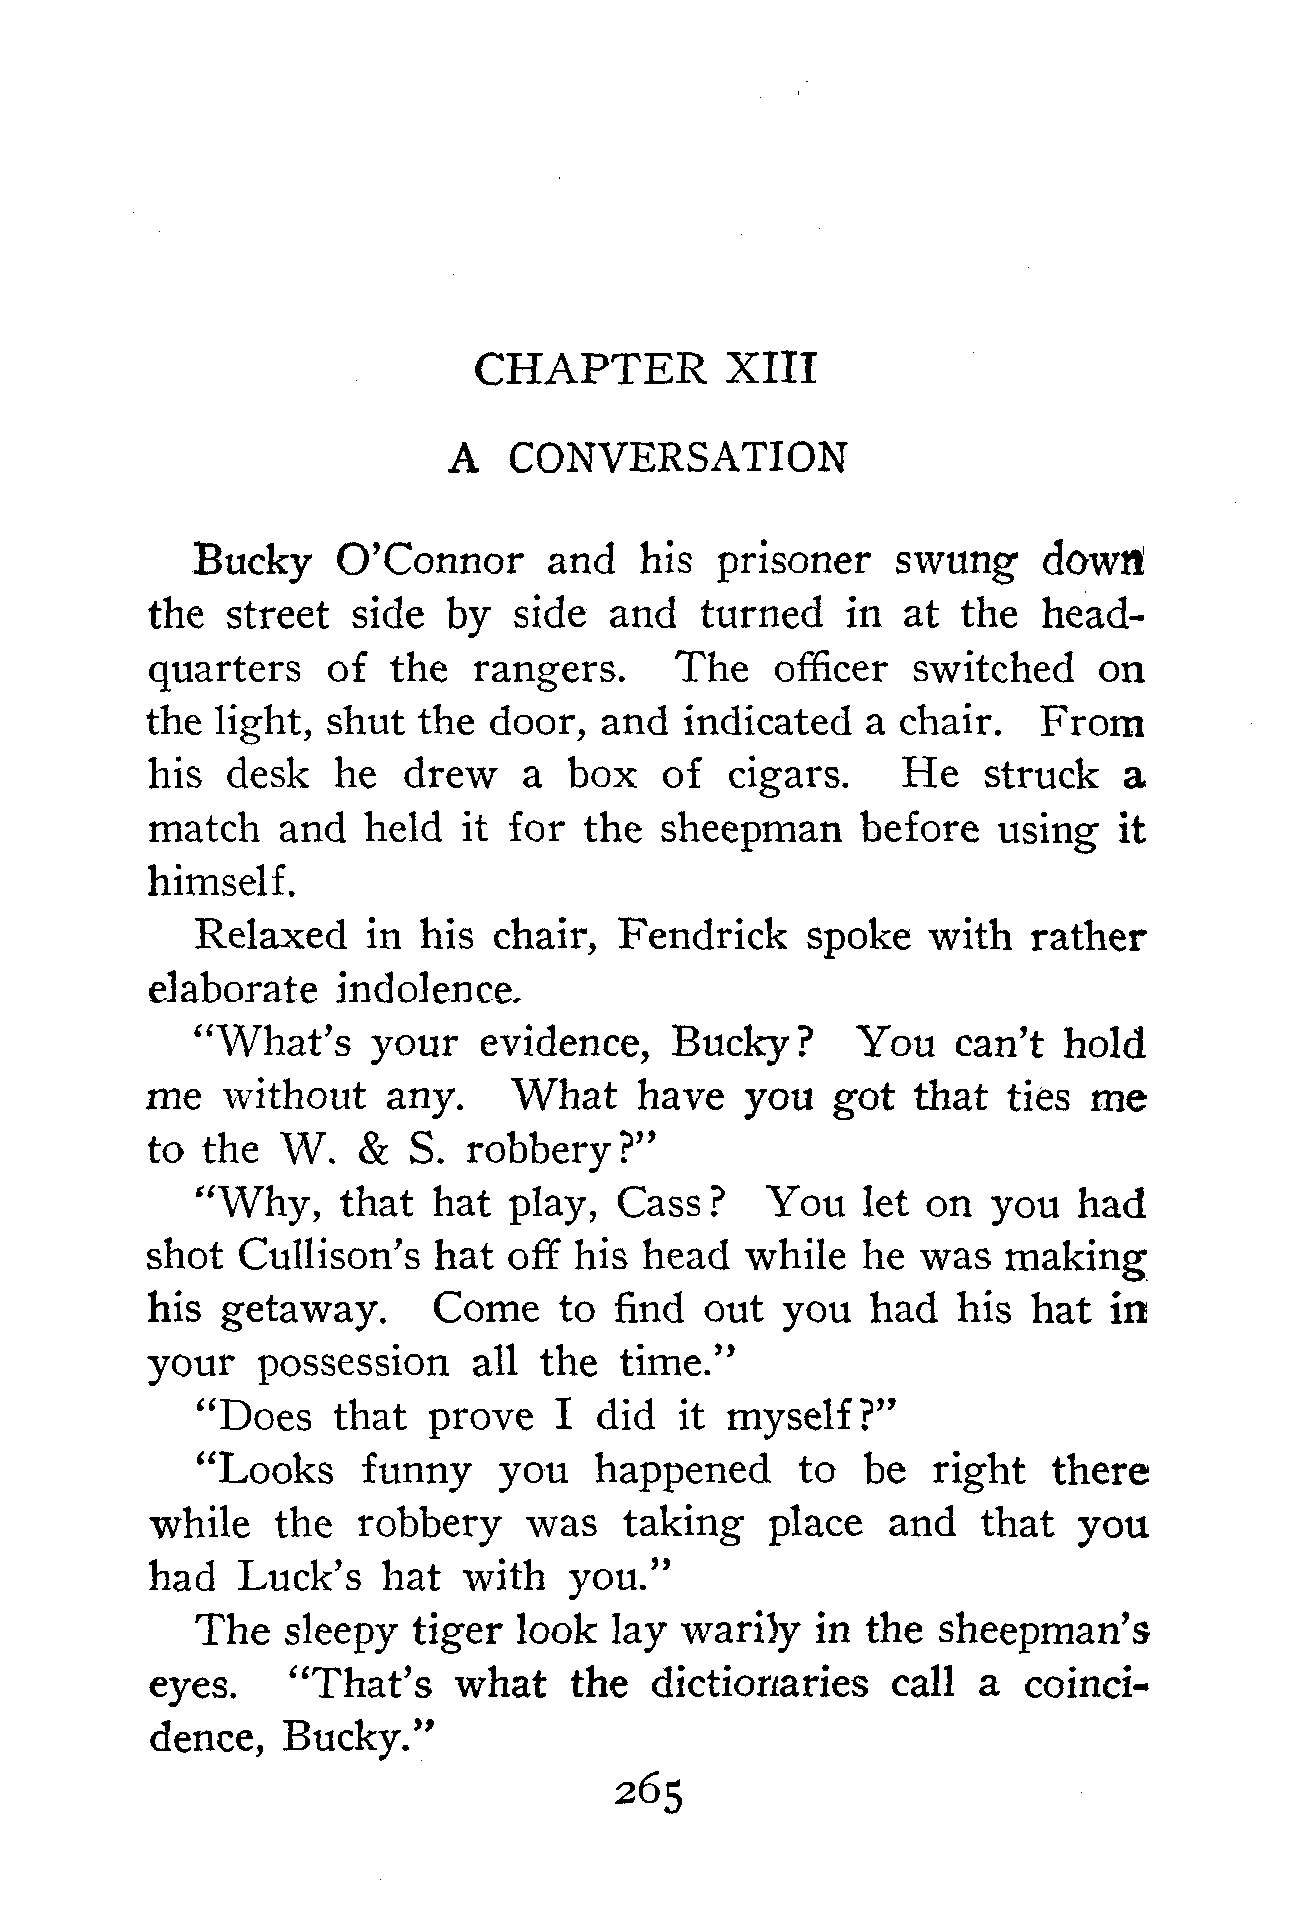 CHAPTER XIII
A CONVERSATION
Bucky O'Connor and his prisoner swung down
the street side by side and turned in at the head-
quarters of the rangers. The officer switched on
the light, shut the door, and indicated a chair. From
his desk he drew a box of cigars. He struck a
match and held it for the sheepman before using it
himself.
Relaxed in his chair, Fendrick spoke with rather
elaborate indolence.
"What's your evidence, Bucky? You can't hold
me without any. What have you got that ties me
to the W. & S. robbery?"
"Why, that hat play, Cass? You let on you had
shot Cullison's hat off his head while he was making
his getaway. Come to find out you had his hat in
your possession all the time."
"Does that prove I did it myself?"
"Looks funny you happened to be right there
while the robbery was taking place and that you
had Luck's hat with you."
The sleepy tiger look lay warily in the sheepman's
eyes. "That's what the dictionaries call a coinci-
dence, Bucky."
265